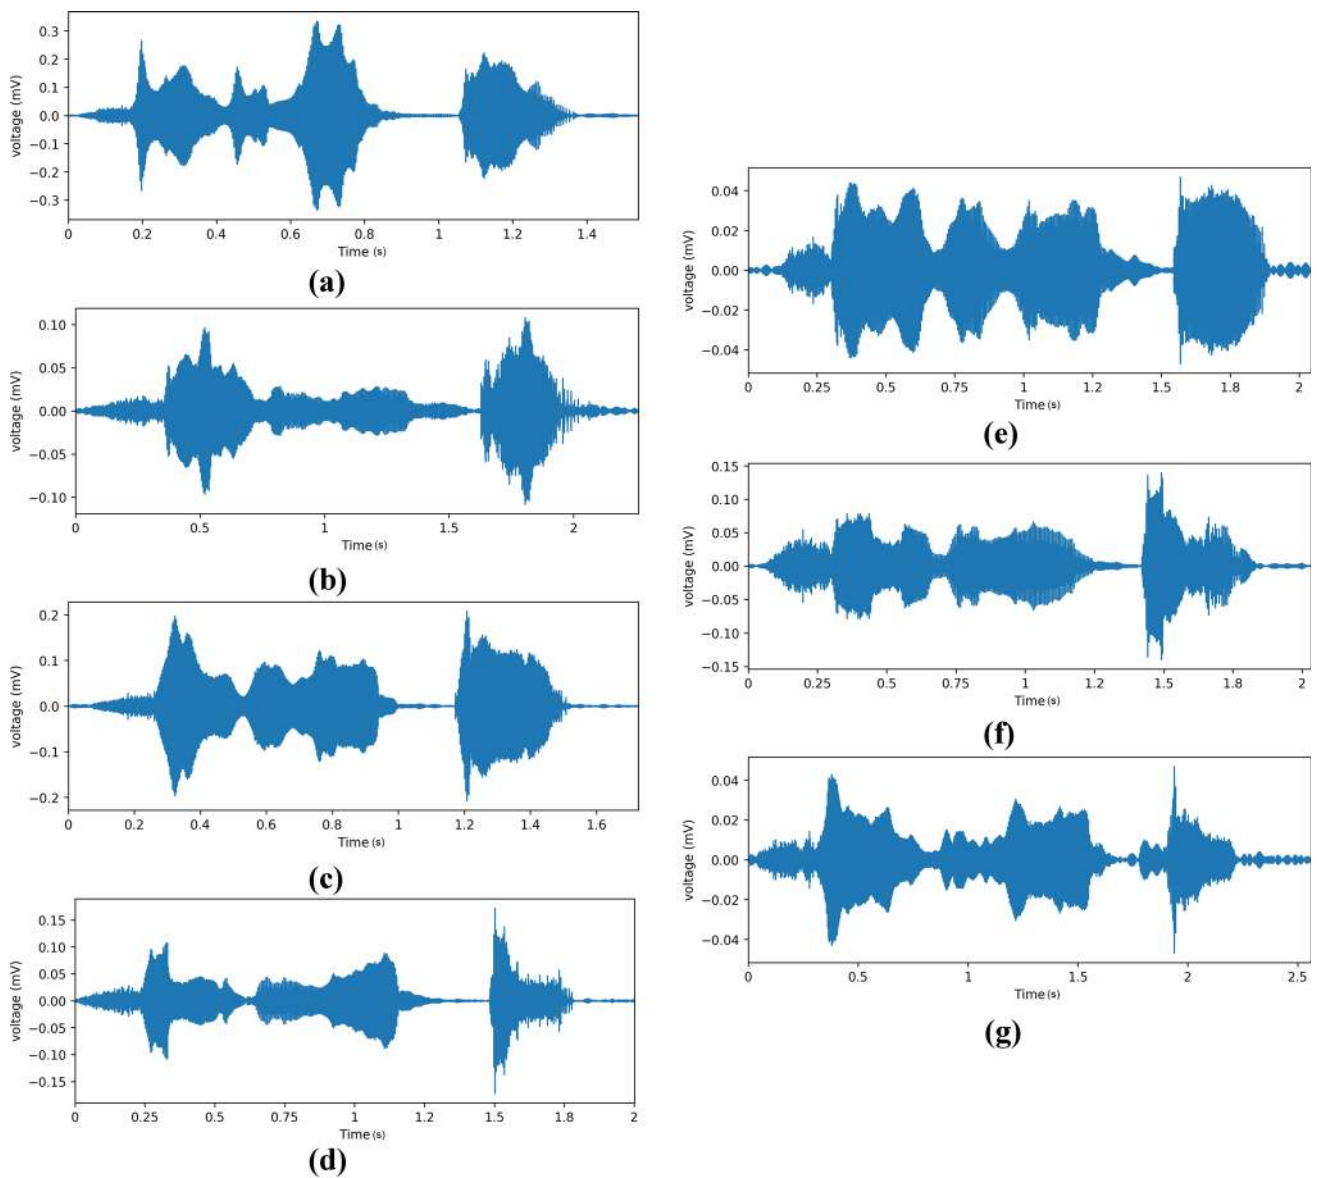 0.3
0.2
0.1
0.0
−0.1
−0.2
−0.3
voltage (mV)
0 0.2 0.4 0.6 0.8 1 1.2 1.4
Time (s)
(a)
0.10
0.05
0.00
−0.05
−0.10
voltage (mV)
0 0.5 1 1.5 2
Time (s)
(b)
0.2
0.1
0.0
−0.1
−0.2
voltage (mV)
0 0.2 0.4 0.6 0.8 1 1.2 1.4 1.6
Time (s)
(c)
0.15
0.10
0.05
0.00
−0.05
−0.10
−0.15
voltage (mV)
0 0.25 0.5 0.75 1 1.2 1.5 1.8 2
Time (s)
(d)
0.04
0.02
0.00
−0.02
−0.04
voltage (mV)
0 0.25 0.5 0.75 1 1.2 1.5 1.8 2
Time (s)
(e)
0.15
0.10
0.05
0.00
−0.05
−0.10
−0.15
voltage (mV)
0 0.25 0.5 0.75 1 1.2 1.5 1.8 2
Time (s)
(f)
0.04
0.02
0.00
−0.02
−0.04
voltage (mV)
0 0.5 1 1.5 2 2.5
Time (s)
(g)